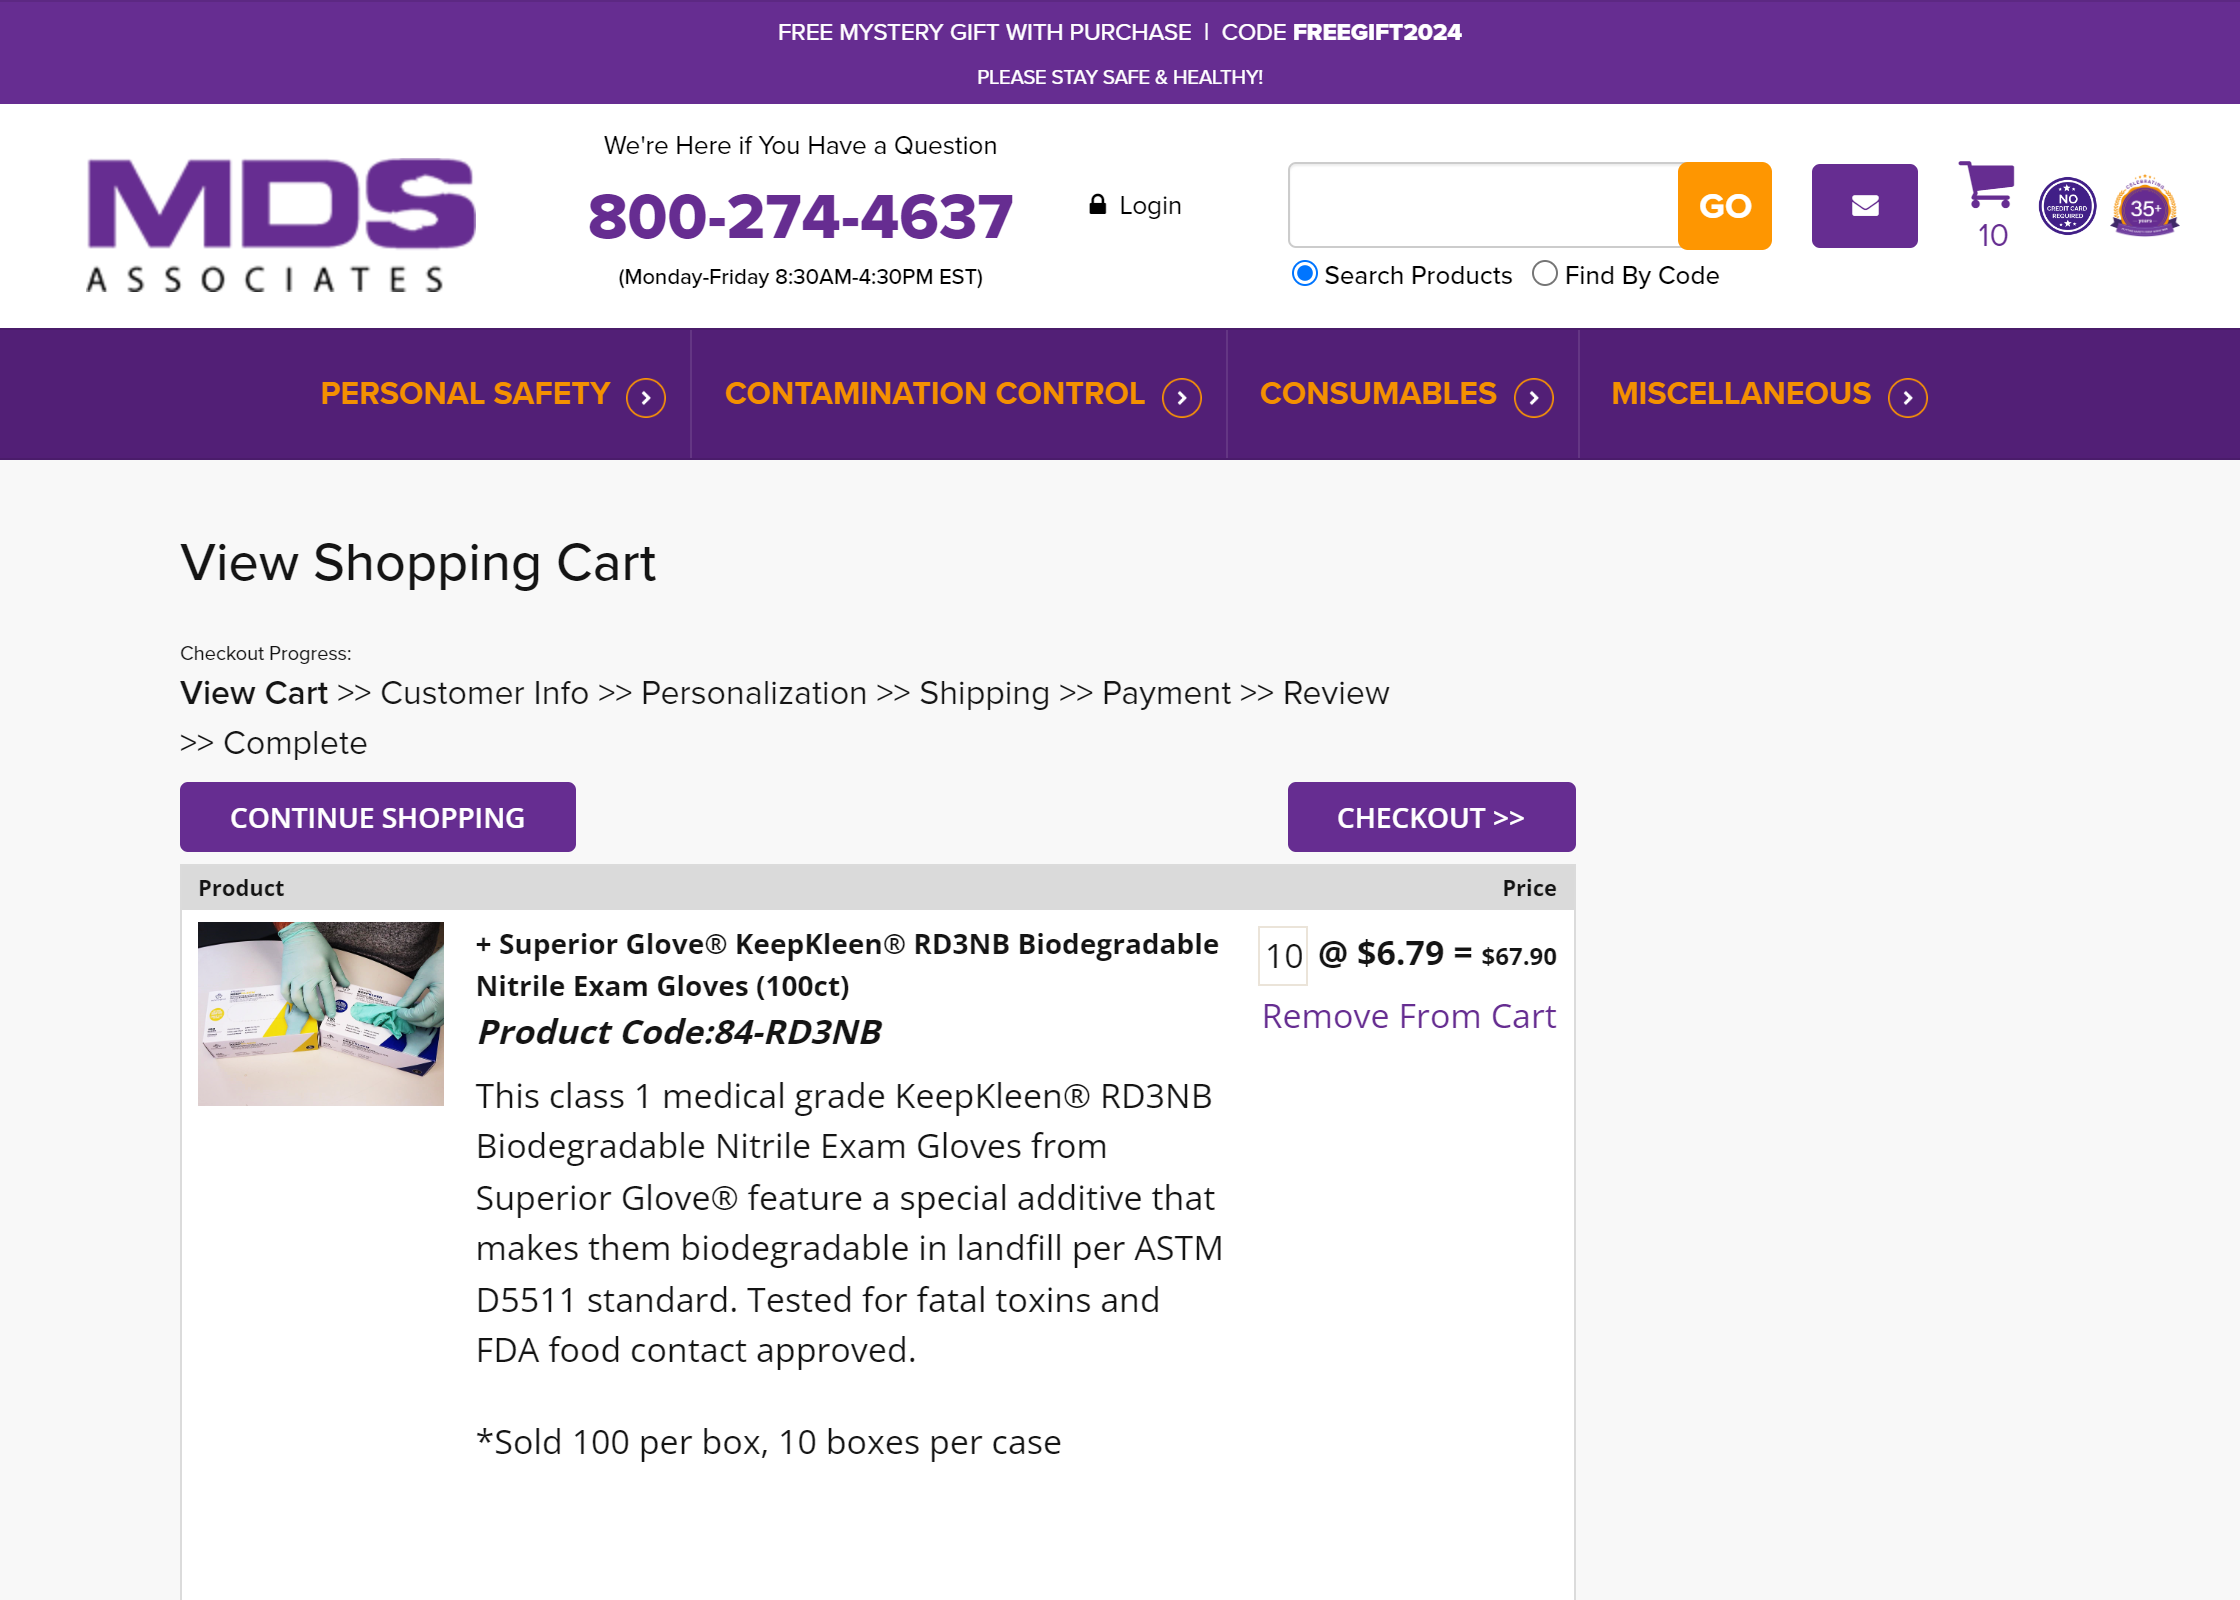 FREE MYSTERY GIFT WITH PURCHASE | CODE FREEGIFT2024
PLEASE STAY SAFE & HEALTHY!
MDS
ASSOCIATES
We're Here if You Have a Question
800-274-4637
(Monday-Friday 8:30AM-4:30PM EST)
Login
GO
Search Products Find By Code
10
NO
CREDIT CARD
REQUIRED
CELEBRATING
35+
years
PERSONAL SAFETY
CONTAMINATION CONTROL
CONSUMABLES
MISCELLANEOUS
View Shopping Cart
Checkout Progress:
View Cart >> Customer Info >> Personalization >> Shipping >> Payment >> Review
>> Complete
CONTINUE SHOPPING
CHECKOUT >>
Product Price
+ Superior Glove® KeepKleen® RD3NB Biodegradable
Nitrile Exam Gloves (100ct)
Product Code:84-RD3NB
10 @ $6.79 = $67.90
Remove From Cart
This class 1 medical grade KeepKleen® RD3NB
Biodegradable Nitrile Exam Gloves from
Superior Glove® feature a special additive that
makes them biodegradable in landfill per ASTM
D5511 standard. Tested for fatal toxins and
FDA food contact approved.
*Sold 100 per box, 10 boxes per case